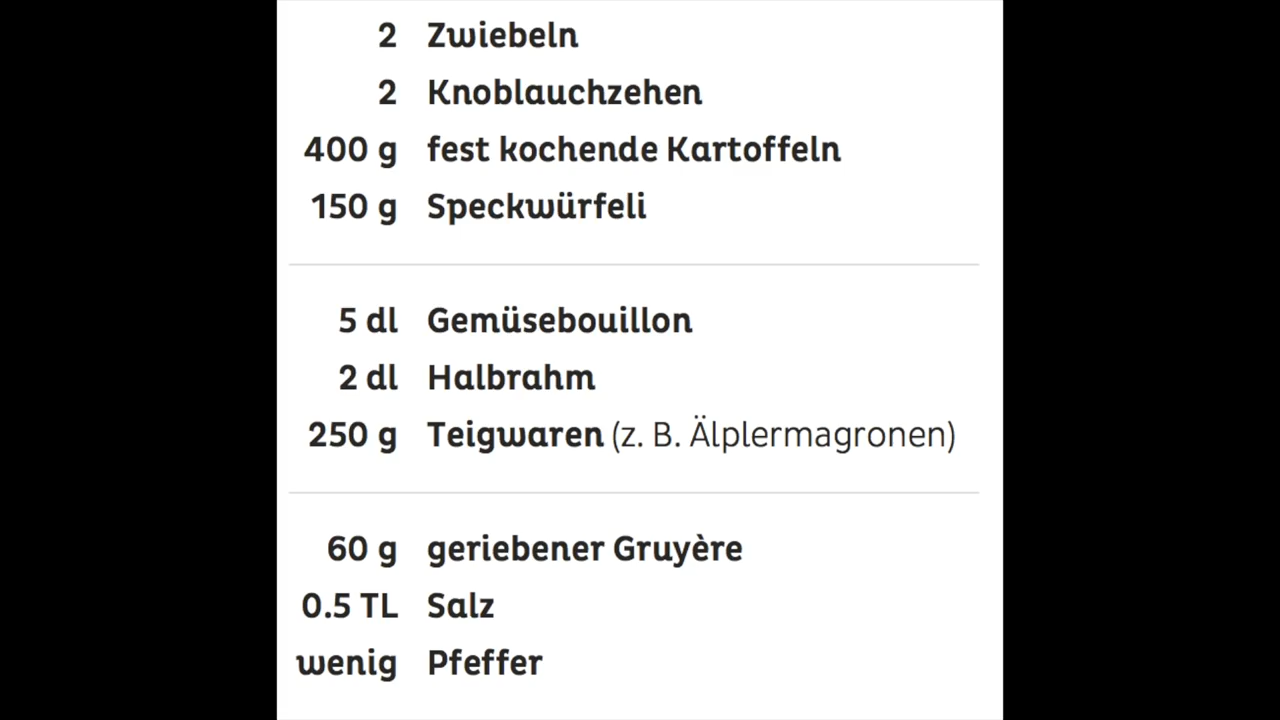 2 Zwiebeln
2 Knoblauchzehen
400 g fest kochende Kartoffeln
150 g Speckwürfeli
5 dl Gemüsebouillon
2 dl Halbrahm
250 g Teigwaren (z. B. Älplermagronen)
60 g geriebener Gruyère
0.5 TL Salz
wenig Pfeffer